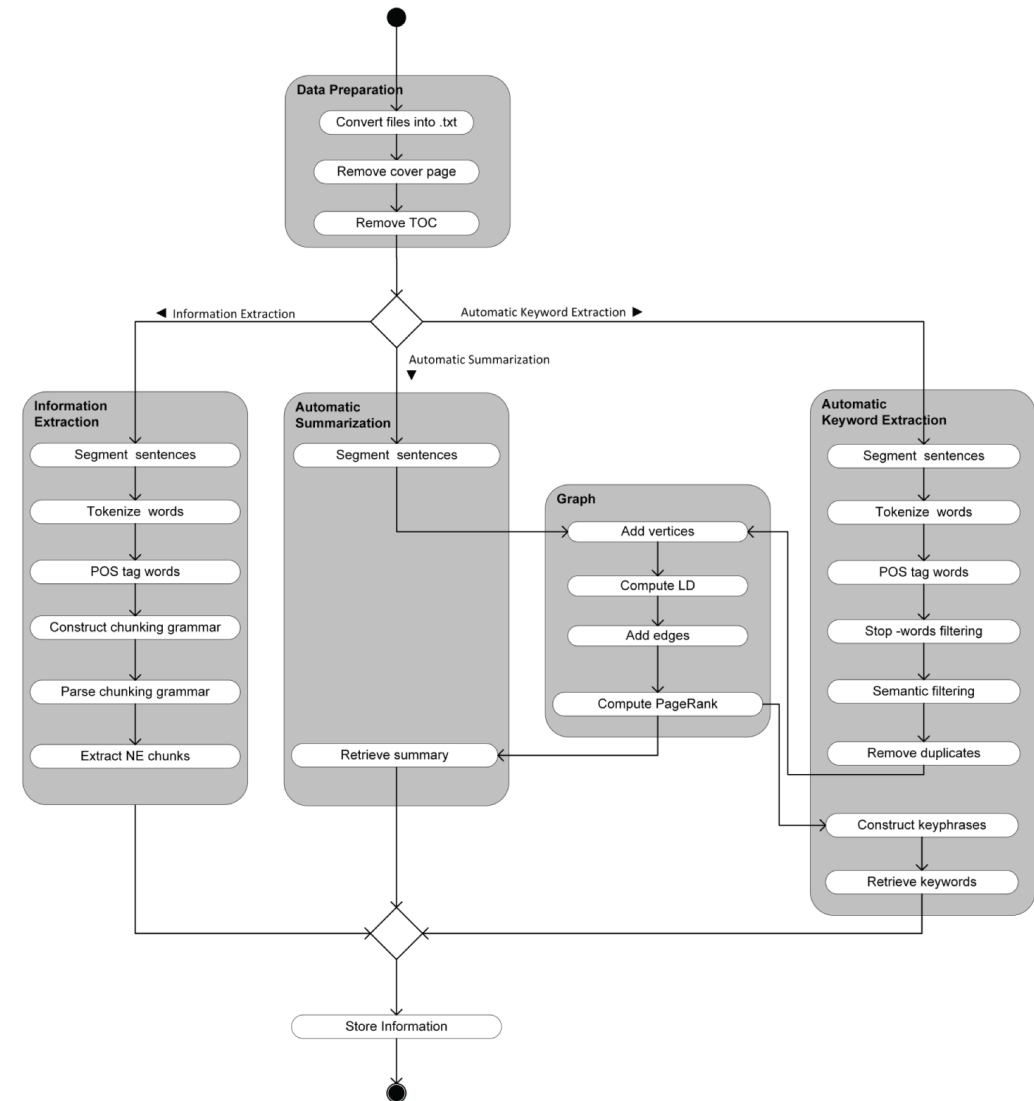 Data Preparation
Convert files into .txt
Remove cover page
Remove TOC
◄ Information Extraction
Automatic Keyword Extraction ►
Automatic Summarization
▼
Information
Extraction
Segment sentences
Tokenize words
POS tag words
Construct chunking grammar
Parse chunking grammar
Extract NE chunks
Automatic
Summarization
Segment sentences
Retrieve summary
Graph
Add vertices
Compute LD
Add edges
Compute PageRank
Automatic
Keyword Extraction
Segment sentences
Tokenize words
POS tag words
Stop -words filtering
Semantic filtering
Remove duplicates
Construct keyphrases
Retrieve keywords
Store Information